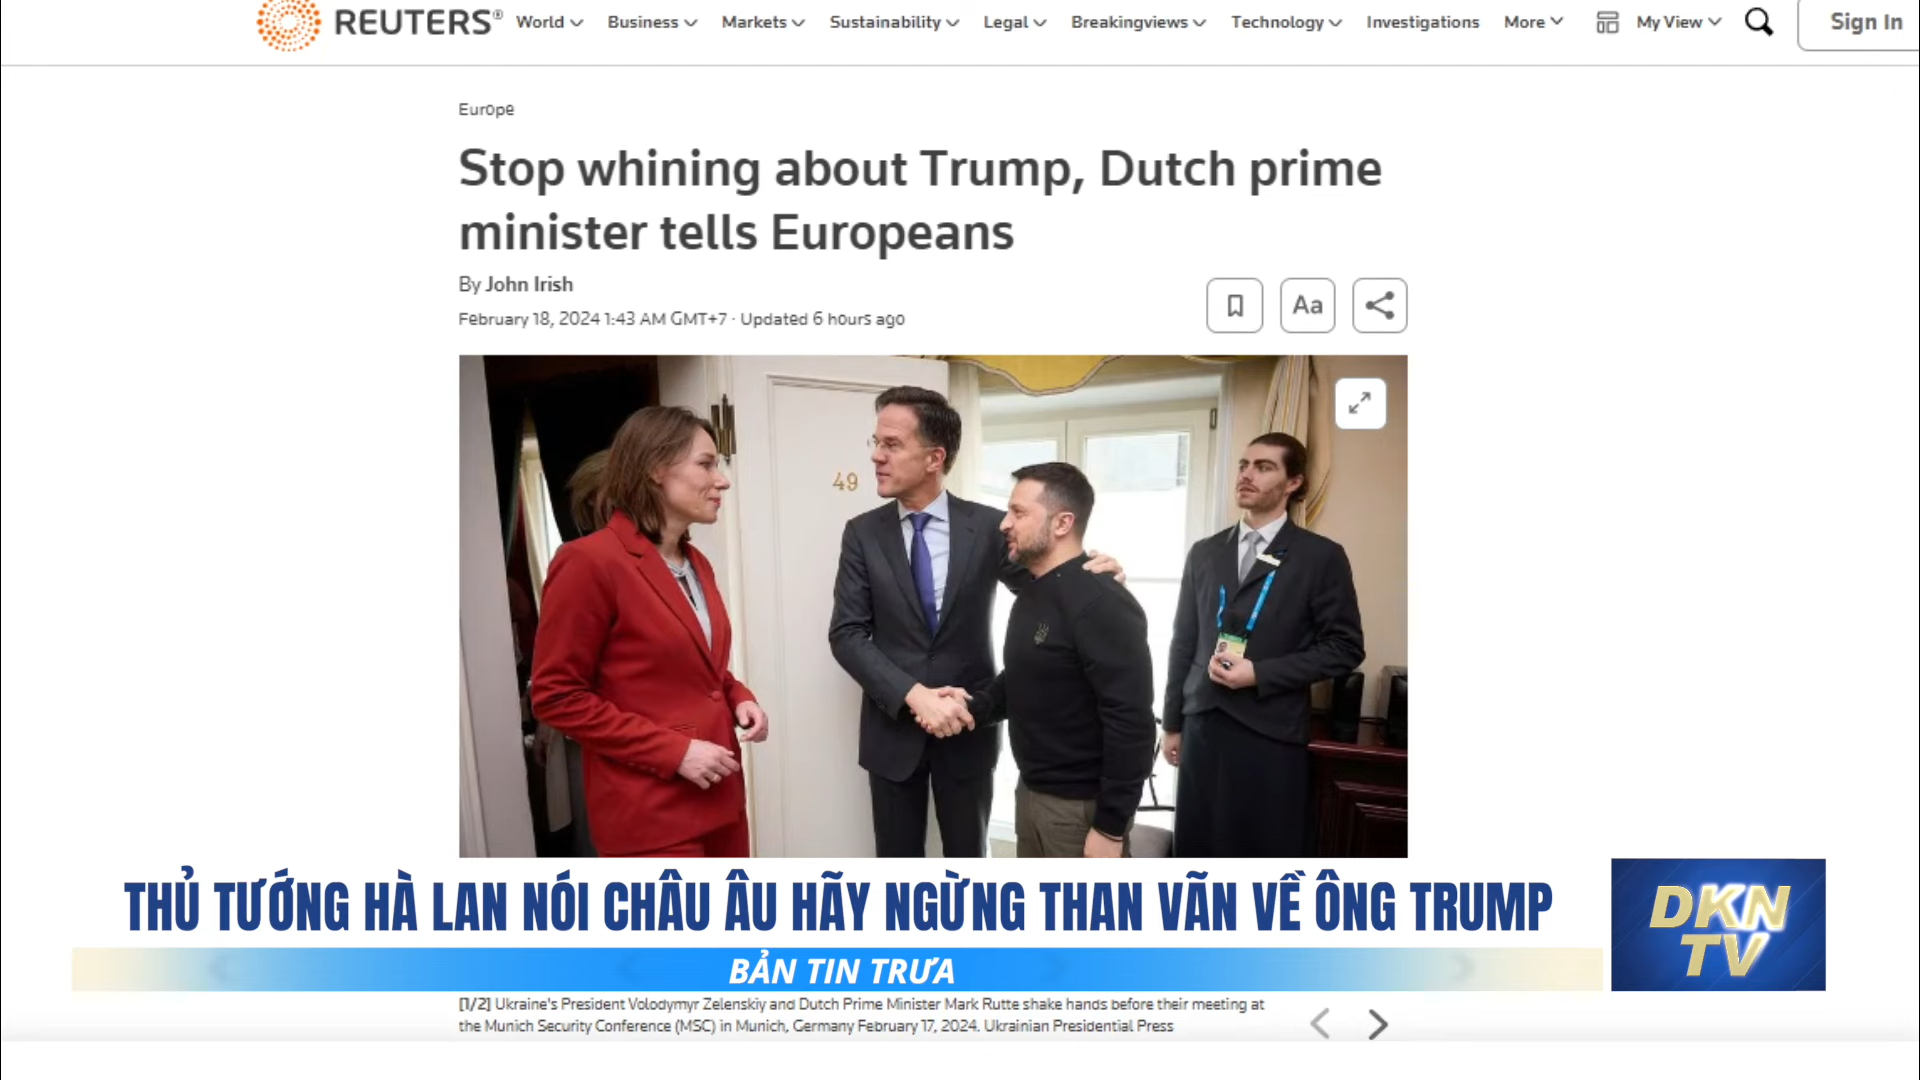 REUTERS®
World Business Markets Sustainability Legal Breakingviews Technology Investigations More My View Sign In
Europe
Stop whining about Trump, Dutch prime
minister tells Europeans
By John Irish
February 18, 2024 1:43 AM GMT+7 · Updated 6 hours ago
Aa
49
THỦ TƯỚNG HÀ LAN NÓI CHÂU ÂU HÃY NGỪNG THAN VÃN VỀ ÔNG TRUMP
DKN
TV
BẢN TIN TRƯA
[1/2] Ukraine's President Volodymyr Zelenskiy and Dutch Prime Minister Mark Rutte shake hands before their meeting at
the Munich Security Conference (MSC) in Munich, Germany February 17, 2024. Ukrainian Presidential Press